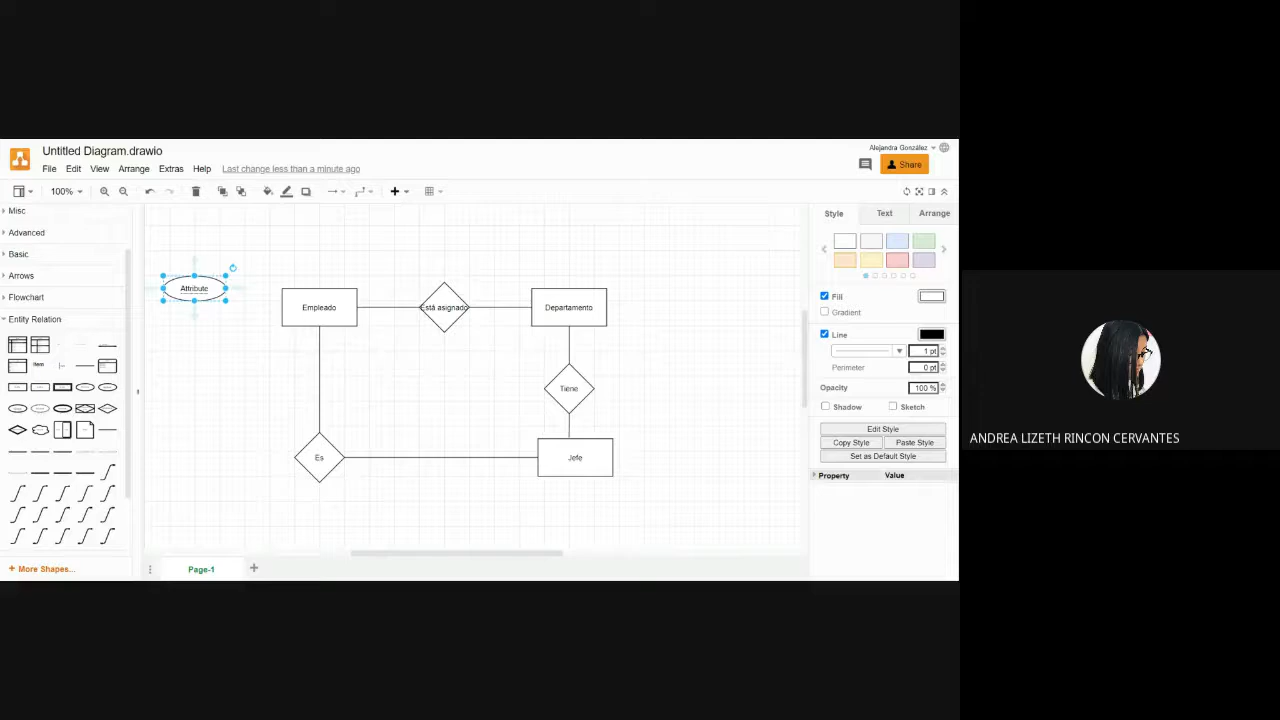 Untitled Diagram.drawio
Alejandra González
File Edit View Arrange Extras Help Last change less than a minute ago
Share
100%
Misc
Advanced
Basic
Arrows
Flowchart
Entity Relation
Item
More Shapes...
Attribute
Empleado
Está asignado
Departamento
Tiene
Es
Jefe
Page-1
Style Text Arrange
Fill
Gradient
Line
1 pt
Perimeter 0 pt
Opacity 100 %
Shadow Sketch
Edit Style
Copy Style Paste Style
Set as Default Style
Property Value
ANDREA LIZETH RINCON CERVANTES